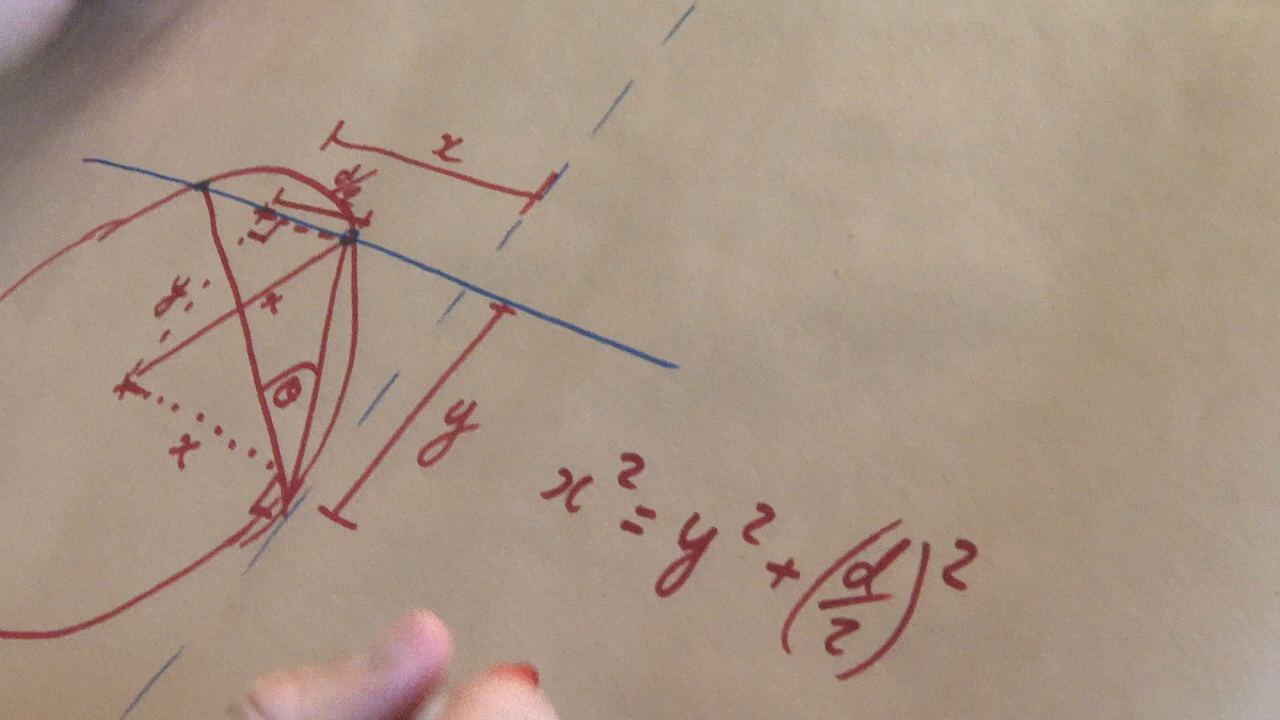 x
d/2
y
x
θ
x
y
x² = y² + (d/2)²